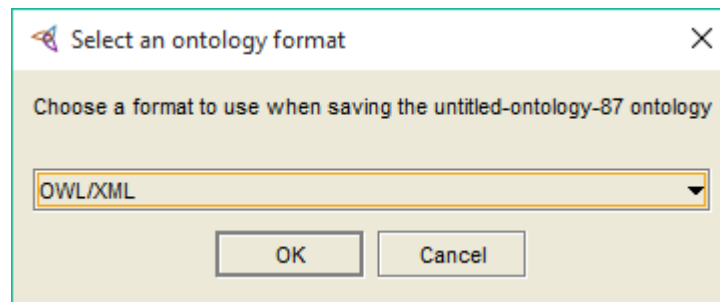 Select an ontology format
Choose a format to use when saving the untitled-ontology-87 ontology
OWL/XML
OK
Cancel